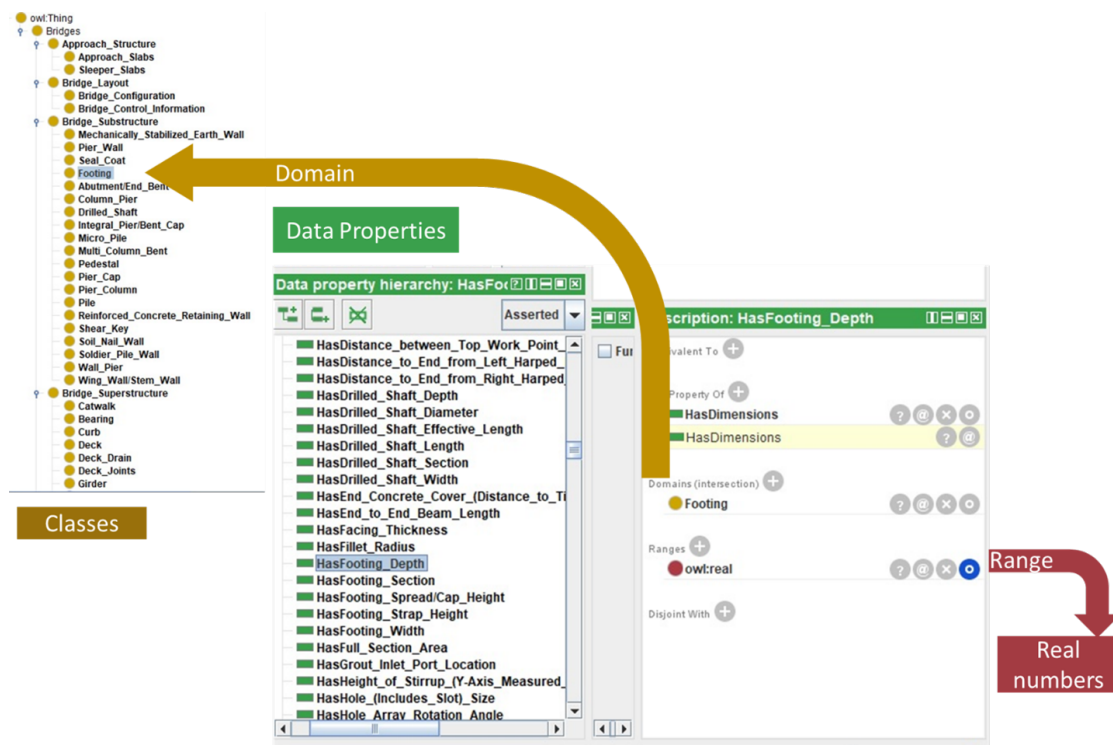 owl:Thing
Bridges
Approach_Structure
Approach_Slabs
Sleeper_Slabs
Bridge_Layout
Bridge_Configuration
Bridge_Control_Information
Bridge_Substructure
Mechanically_Stabilized_Earth_Wall
Pier_Wall
Seal_Coat
Footing
Abutment/End_Bent
Column_Pier
Drilled_Shaft
Integral_Pier/Bent_Cap
Micro_Pile
Multi_Column_Bent
Pedestal
Pier_Cap
Pier_Column
Pile
Reinforced_Concrete_Retaining_Wall
Shear_Key
Soil_Nail_Wall
Soldier_Pile_Wall
Wall_Pier
Wing_Wall/Stem_Wall
Bridge_Superstructure
Catwalk
Bearing
Curb
Deck
Deck_Drain
Deck_Joints
Girder
Classes
Domain
Data Properties
Data property hierarchy: HasFoo
Asserted
HasDistance_between_Top_Work_Point_
HasDistance_to_End_from_Left_Harped_
HasDistance_to_End_from_Right_Harped_
HasDrilled_Shaft_Depth
HasDrilled_Shaft_Diameter
HasDrilled_Shaft_Effective_Length
HasDrilled_Shaft_Length
HasDrilled_Shaft_Section
HasDrilled_Shaft_Width
HasEnd_Concrete_Cover_(Distance_to_Ti
HasEnd_to_End_Beam_Length
HasFacing_Thickness
HasFillet_Radius
HasFooting_Depth
HasFooting_Section
HasFooting_Spread/Cap_Height
HasFooting_Strap_Height
HasFooting_Width
HasFull_Section_Area
HasGrout_Inlet_Port_Location
HasHeight_of_Stirrup_(Y-Axis_Measured_
HasHole_(Includes_Slot)_Size
HasHole_Array_Rotation_Angle
Fun
scription: HasFooting_Depth
ivalent To
Property Of
HasDimensions
HasDimensions
Domains (intersection)
Footing
Ranges
owl:real
Disjoint With
Range
Real
numbers